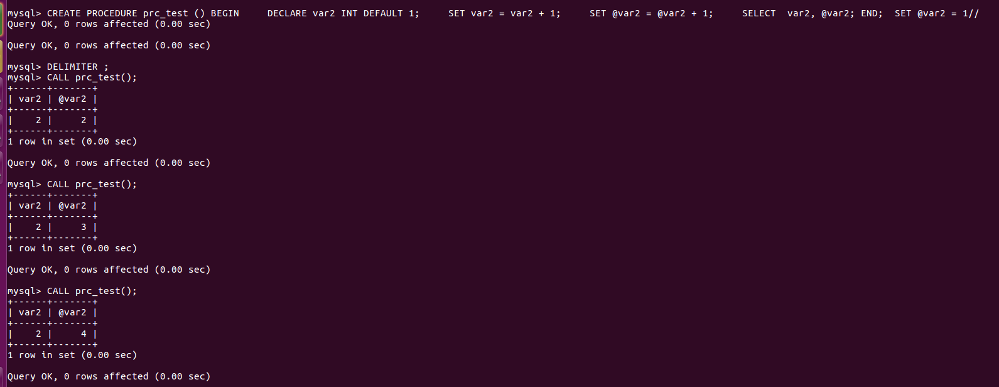 mysql> CREATE PROCEDURE prc_test () BEGIN     DECLARE var2 INT DEFAULT 1;     SET var2 = var2 + 1;     SET @var2 = @var2 + 1;     SELECT  var2, @var2; END;  SET @var2 = 1//
Query OK, 0 rows affected (0.00 sec)

Query OK, 0 rows affected (0.00 sec)

mysql> DELIMITER ;
mysql> CALL prc_test();
+------+-------+
| var2 | @var2 |
+------+-------+
|    2 |     2 |
+------+-------+
1 row in set (0.00 sec)

Query OK, 0 rows affected (0.00 sec)

mysql> CALL prc_test();
+------+-------+
| var2 | @var2 |
+------+-------+
|    2 |     3 |
+------+-------+
1 row in set (0.00 sec)

Query OK, 0 rows affected (0.00 sec)

mysql> CALL prc_test();
+------+-------+
| var2 | @var2 |
+------+-------+
|    2 |     4 |
+------+-------+
1 row in set (0.00 sec)

Query OK, 0 rows affected (0.00 sec)